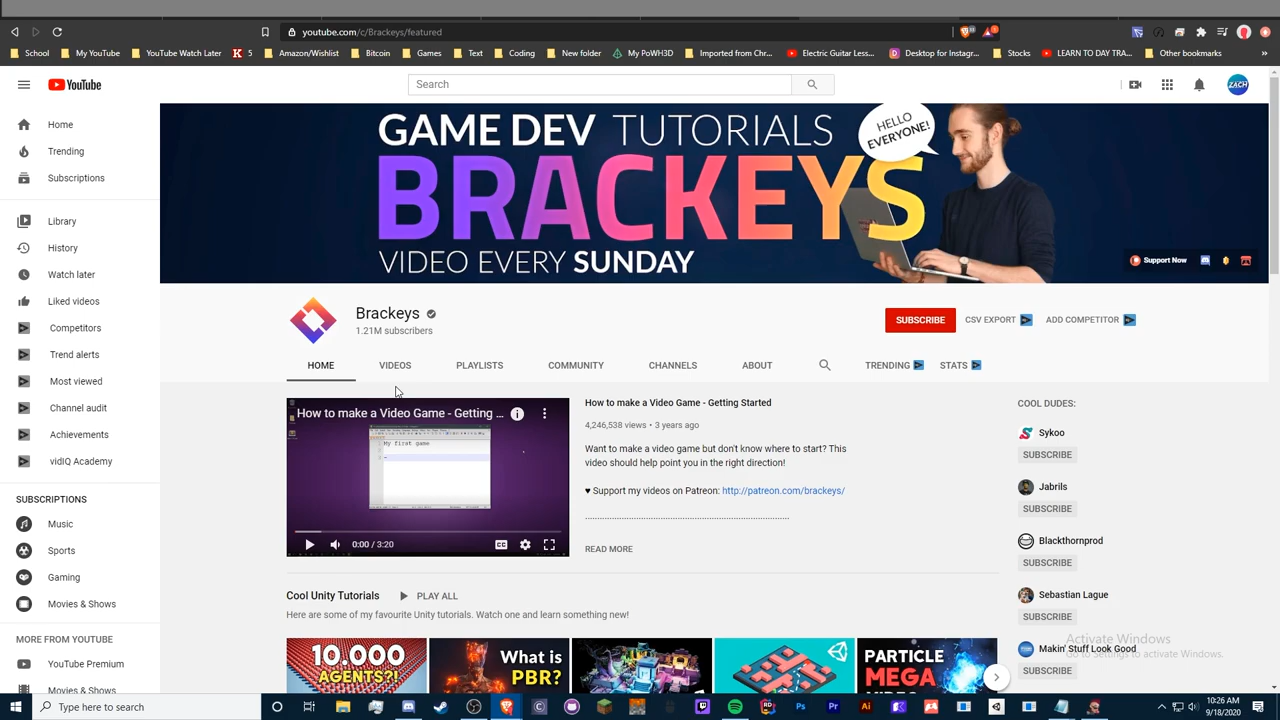 youtube.com/c/Brackeys/featured
School
My YouTube
YouTube Watch Later
K 5
Amazon/Wishlist
Bitcoin
Games
Text
Coding
New folder
My PoWH3D
Imported from Chr...
Electric Guitar Less...
Desktop for Instagr...
Stocks
LEARN TO DAY TRA...
YouTube
Search
ZACH
Home
Trending
Subscriptions
Library
History
Watch later
Liked videos
Competitors
Trend alerts
Most viewed
Channel audit
Achievements
vidIQ Academy
SUBSCRIPTIONS
Music
Sports
Gaming
Movies & Shows
MORE FROM YOUTUBE
YouTube Premium
Movies & Shows
GAME DEV TUTORIALS
BRACKEYS
VIDEO EVERY SUNDAY
HELLO
EVERYONE!
Support Now
Brackeys
1.21M subscribers
SUBSCRIBE
CSV EXPORT
ADD COMPETITOR
HOME
VIDEOS
PLAYLISTS
COMMUNITY
CHANNELS
ABOUT
TRENDING
STATS
How to make a Video Game - Getting ...
My first game
0:00 / 3:20
CC
How to make a Video Game - Getting Started
4,246,538 views • 3 years ago
Want to make a video game but don't know where to start? This
video should help point you in the right direction!
♥ Support my videos on Patreon: http://patreon.com/brackeys/
....................................................................................
READ MORE
Cool Unity Tutorials
PLAY ALL
Here are some of my favourite Unity tutorials. Watch one and learn something new!
10.000
AGENTS?!
What is
PBR?
PARTICLE
MEGA
COOL DUDES:
Sykoo
SUBSCRIBE
Jabrils
SUBSCRIBE
Blackthornprod
SUBSCRIBE
Sebastian Lague
SUBSCRIBE
Makin' Stuff Look Good
SUBSCRIBE
Activate Windows
Go to Settings to activate Windows.
Type here to search
Ps
Pr
Ai
10:26 AM
9/18/2020